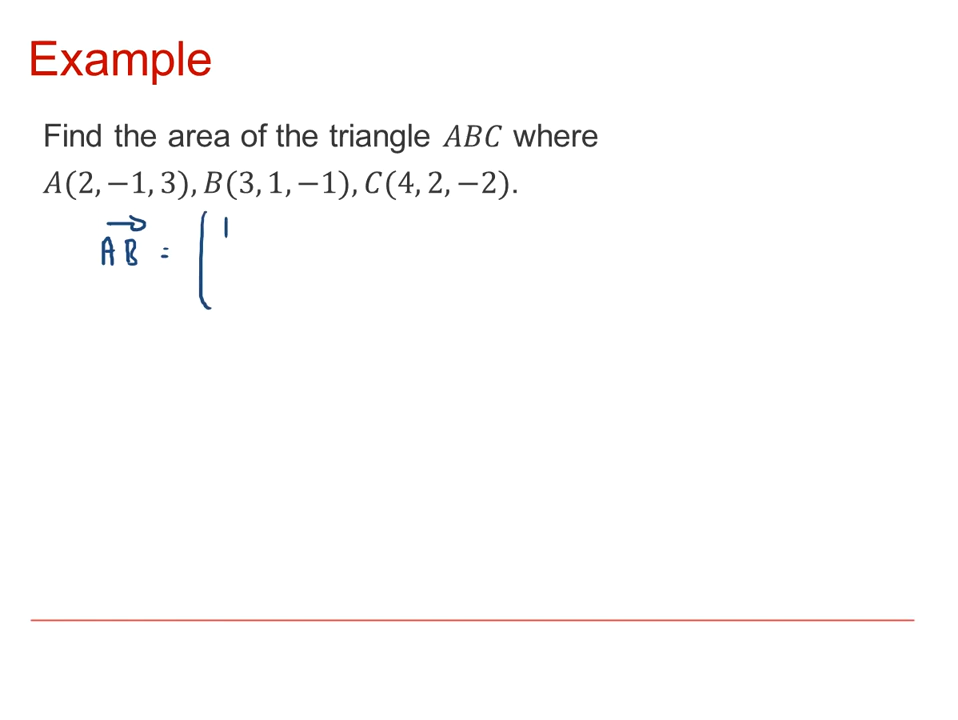 Example
Find the area of the triangle 𝐴𝐵𝐶 where
𝐴(2, −1, 3), 𝐵(3, 1, −1), 𝐶(4, 2, −2).
AB = ( 1